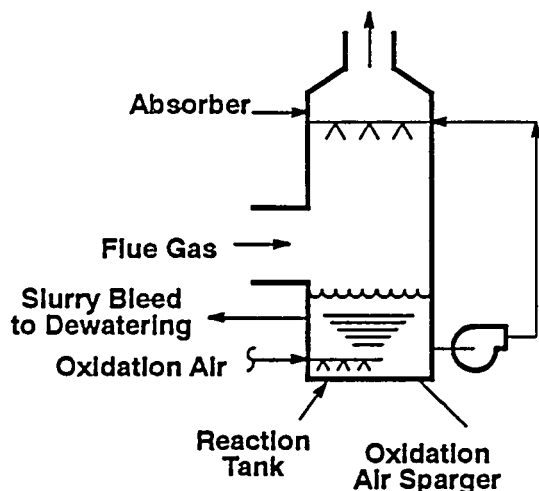 Absorber
Flue Gas
Slurry Bleed
to Dewatering
Oxidation Air
Reaction
Tank
Oxidation
Air Sparger